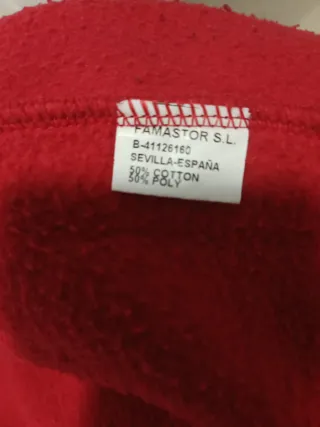 FAMASTOR S.L.
B-41126160
SEVILLA-ESPAÑA
50% COTTON
50% POLY